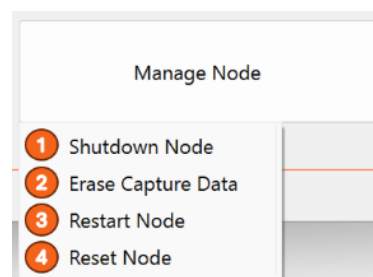 Manage Node
1 Shutdown Node
2 Erase Capture Data
3 Restart Node
4 Reset Node